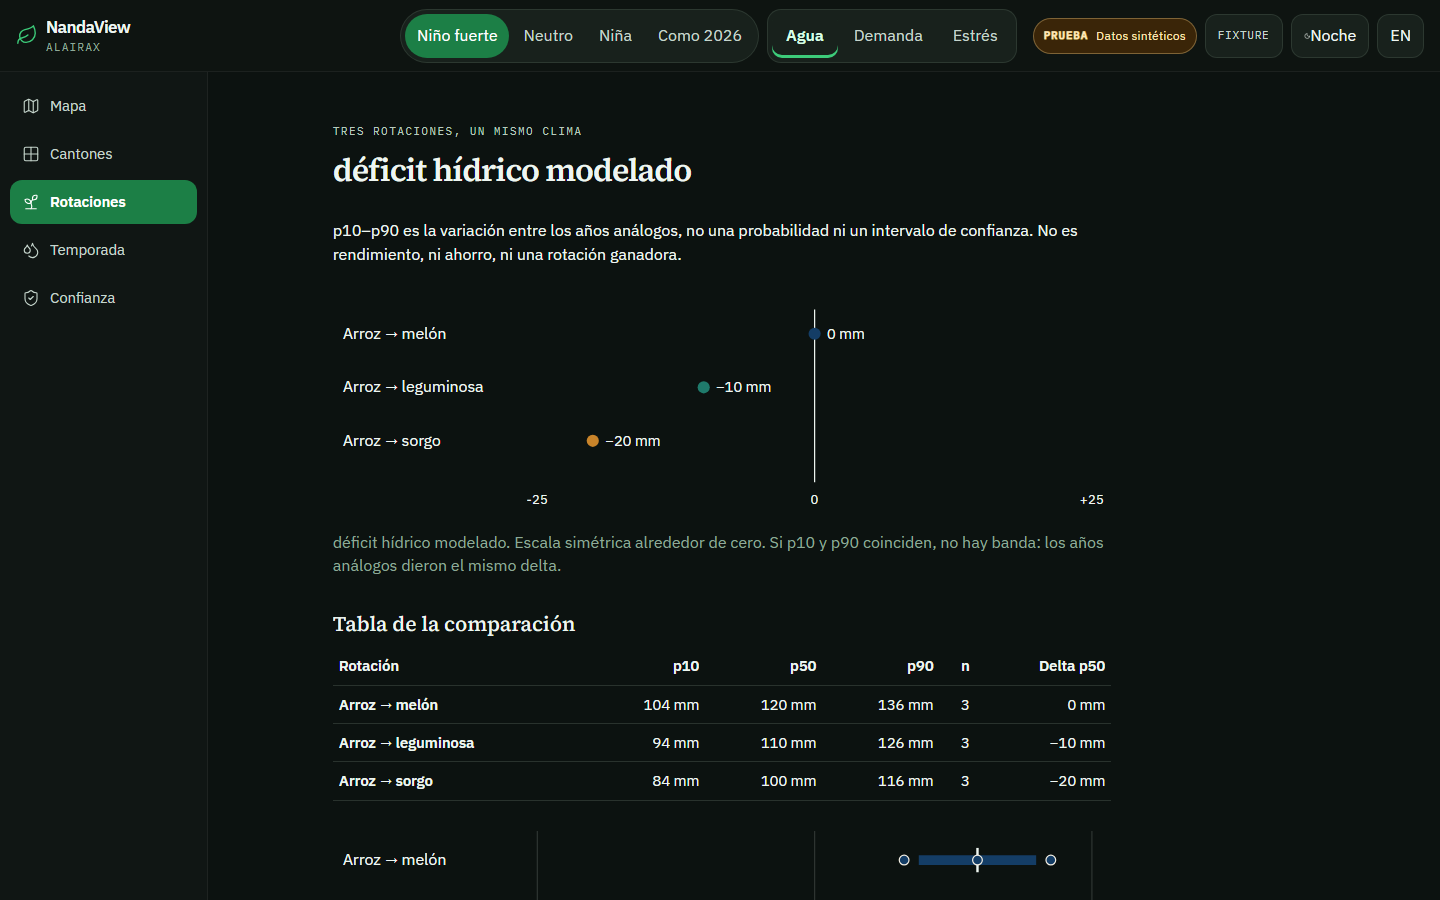 NandaView
ALAIRAX
Niño fuerte Neutro Niña Como 2026
Agua Demanda Estrés
PRUEBA Datos sintéticos
FIXTURE
Noche
EN
Mapa
Cantones
Rotaciones
Temporada
Confianza
TRES ROTACIONES, UN MISMO CLIMA
déficit hídrico modelado
p10–p90 es la variación entre los años análogos, no una probabilidad ni un intervalo de confianza. No es
rendimiento, ni ahorro, ni una rotación ganadora.
Arroz → melón 0 mm
Arroz → leguminosa −10 mm
Arroz → sorgo −20 mm
-25 0 +25
déficit hídrico modelado. Escala simétrica alrededor de cero. Si p10 y p90 coinciden, no hay banda: los años
análogos dieron el mismo delta.
Tabla de la comparación
Rotación p10 p50 p90 n Delta p50
Arroz → melón 104 mm 120 mm 136 mm 3 0 mm
Arroz → leguminosa 94 mm 110 mm 126 mm 3 −10 mm
Arroz → sorgo 84 mm 100 mm 116 mm 3 −20 mm
Arroz → melón